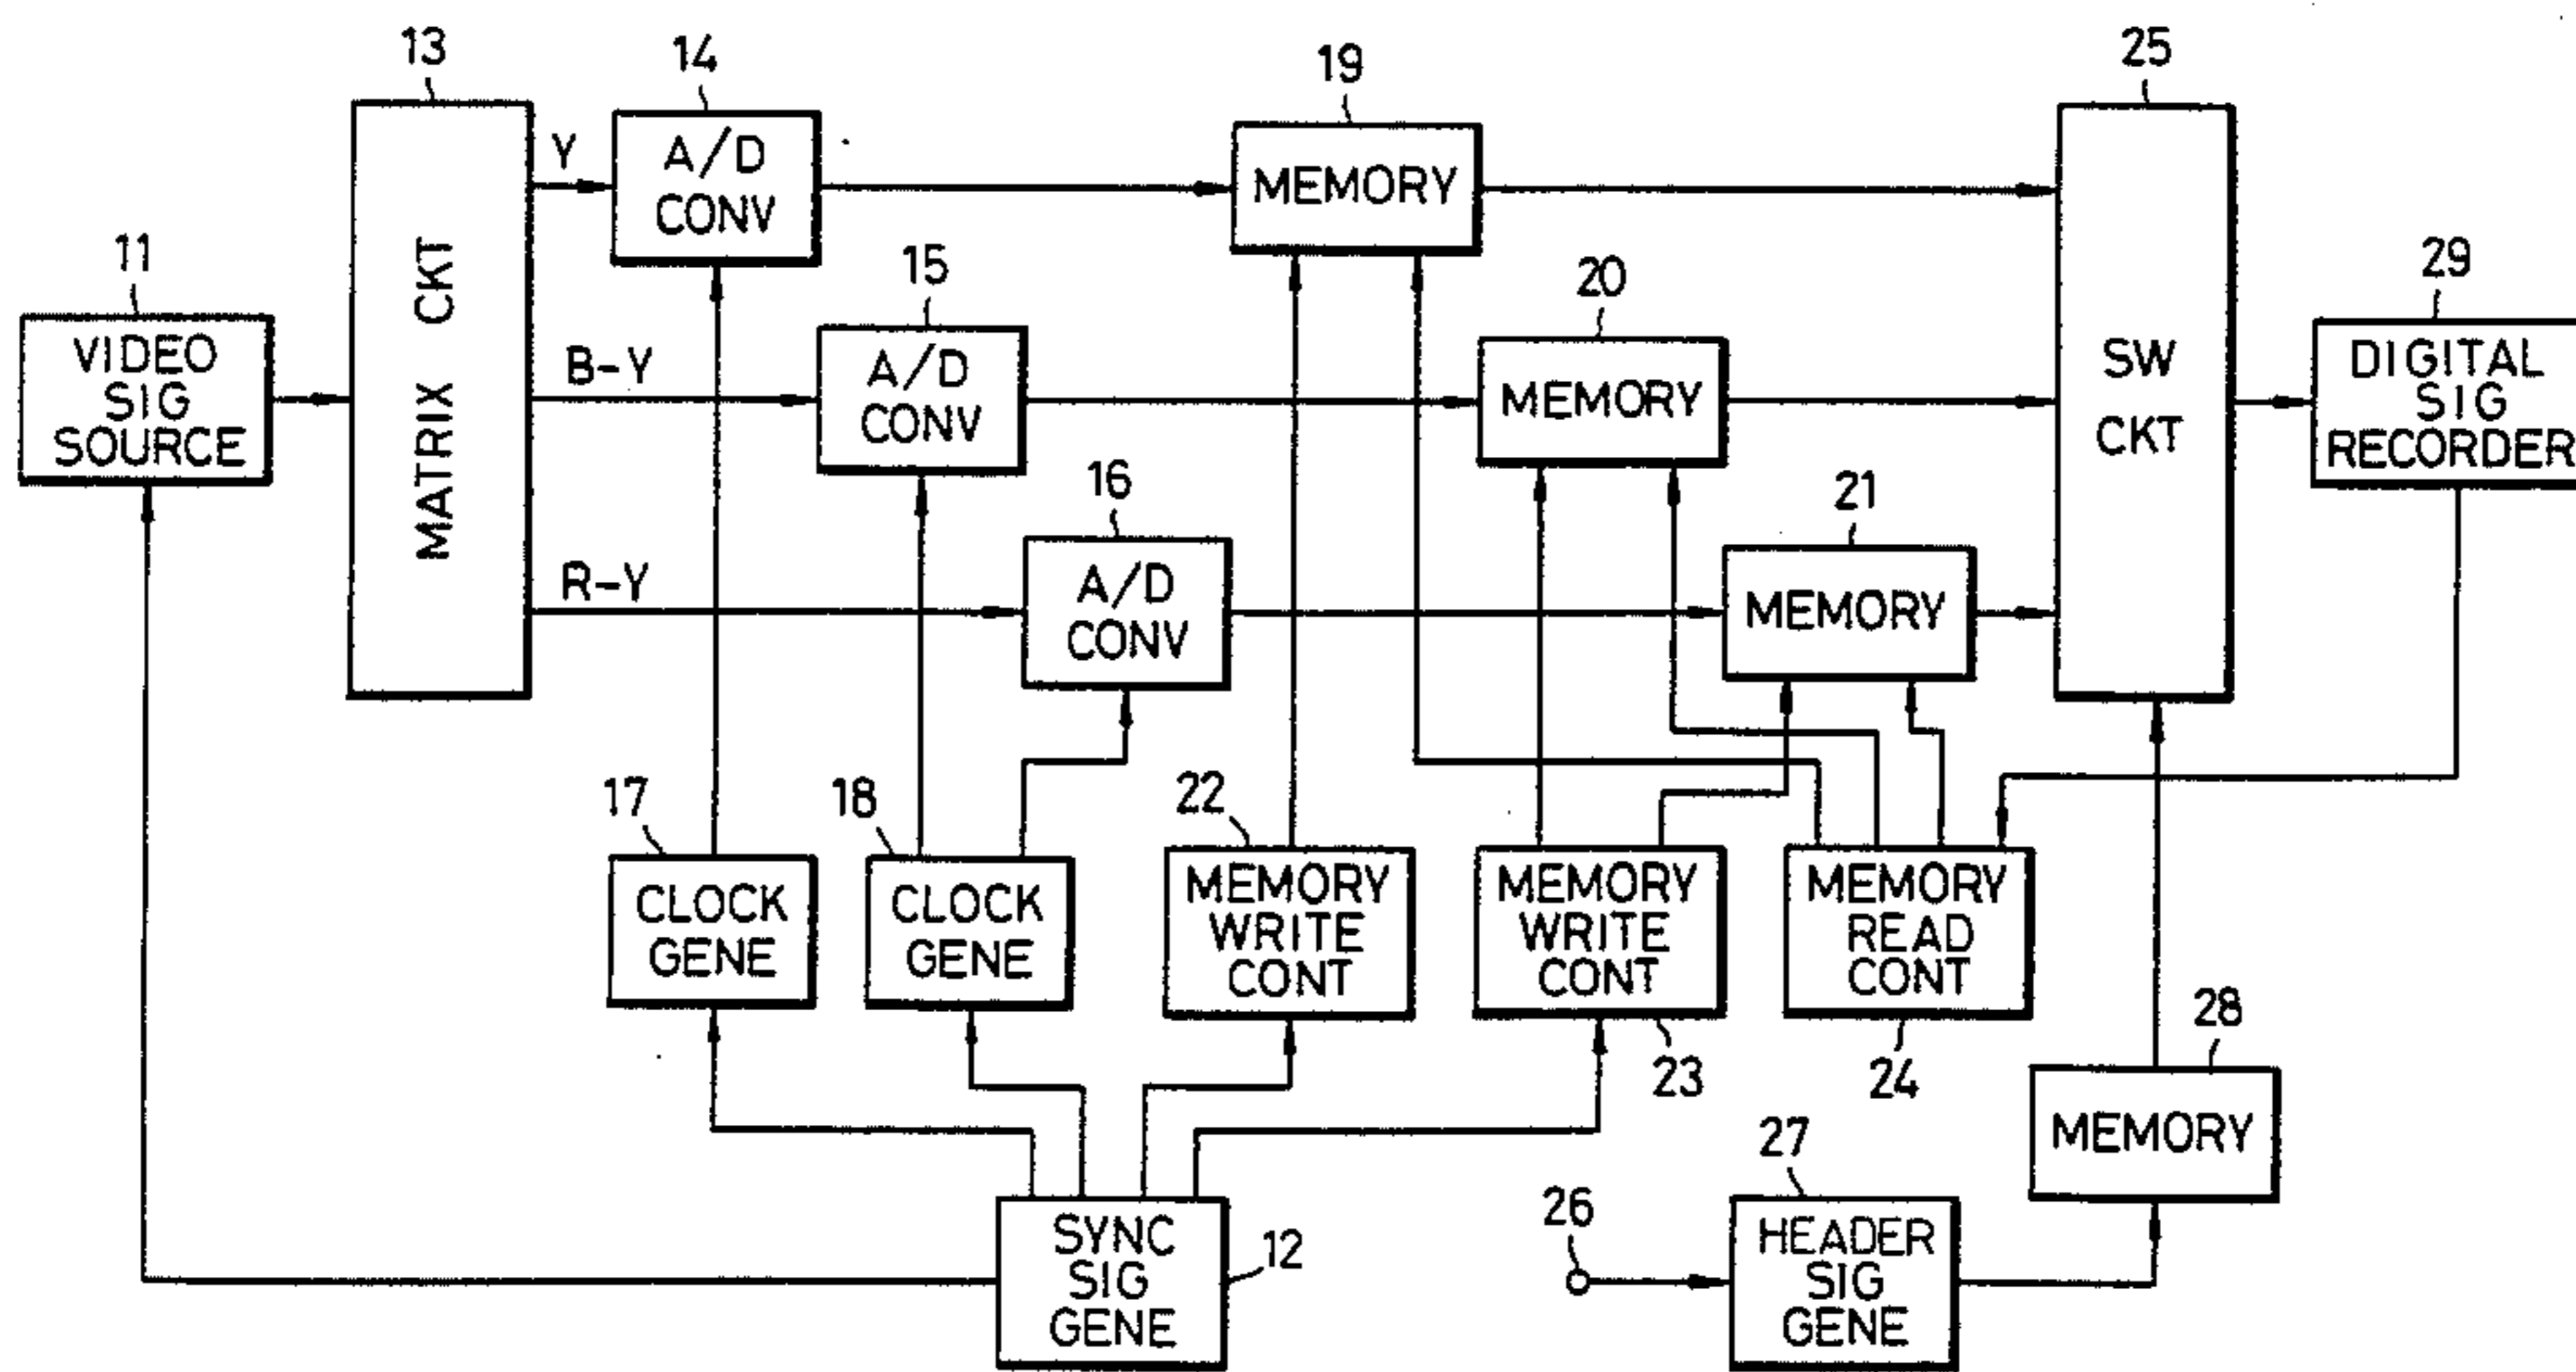 13
14
19
25
Y
A/D
CONV
MEMORY
11
15
20
29
VIDEO
SIG
SOURCE
MATRIX CKT
B-Y
A/D
CONV
MEMORY
SW
CKT
DIGITAL
SIG
RECORDER
16
21
R-Y
A/D
CONV
MEMORY
17
18
22
CLOCK
GENE
CLOCK
GENE
MEMORY
WRITE
CONT
MEMORY
WRITE
CONT
MEMORY
READ
CONT
23
24
28
MEMORY
27
26
SYNC
SIG
GENE
12
HEADER
SIG
GENE